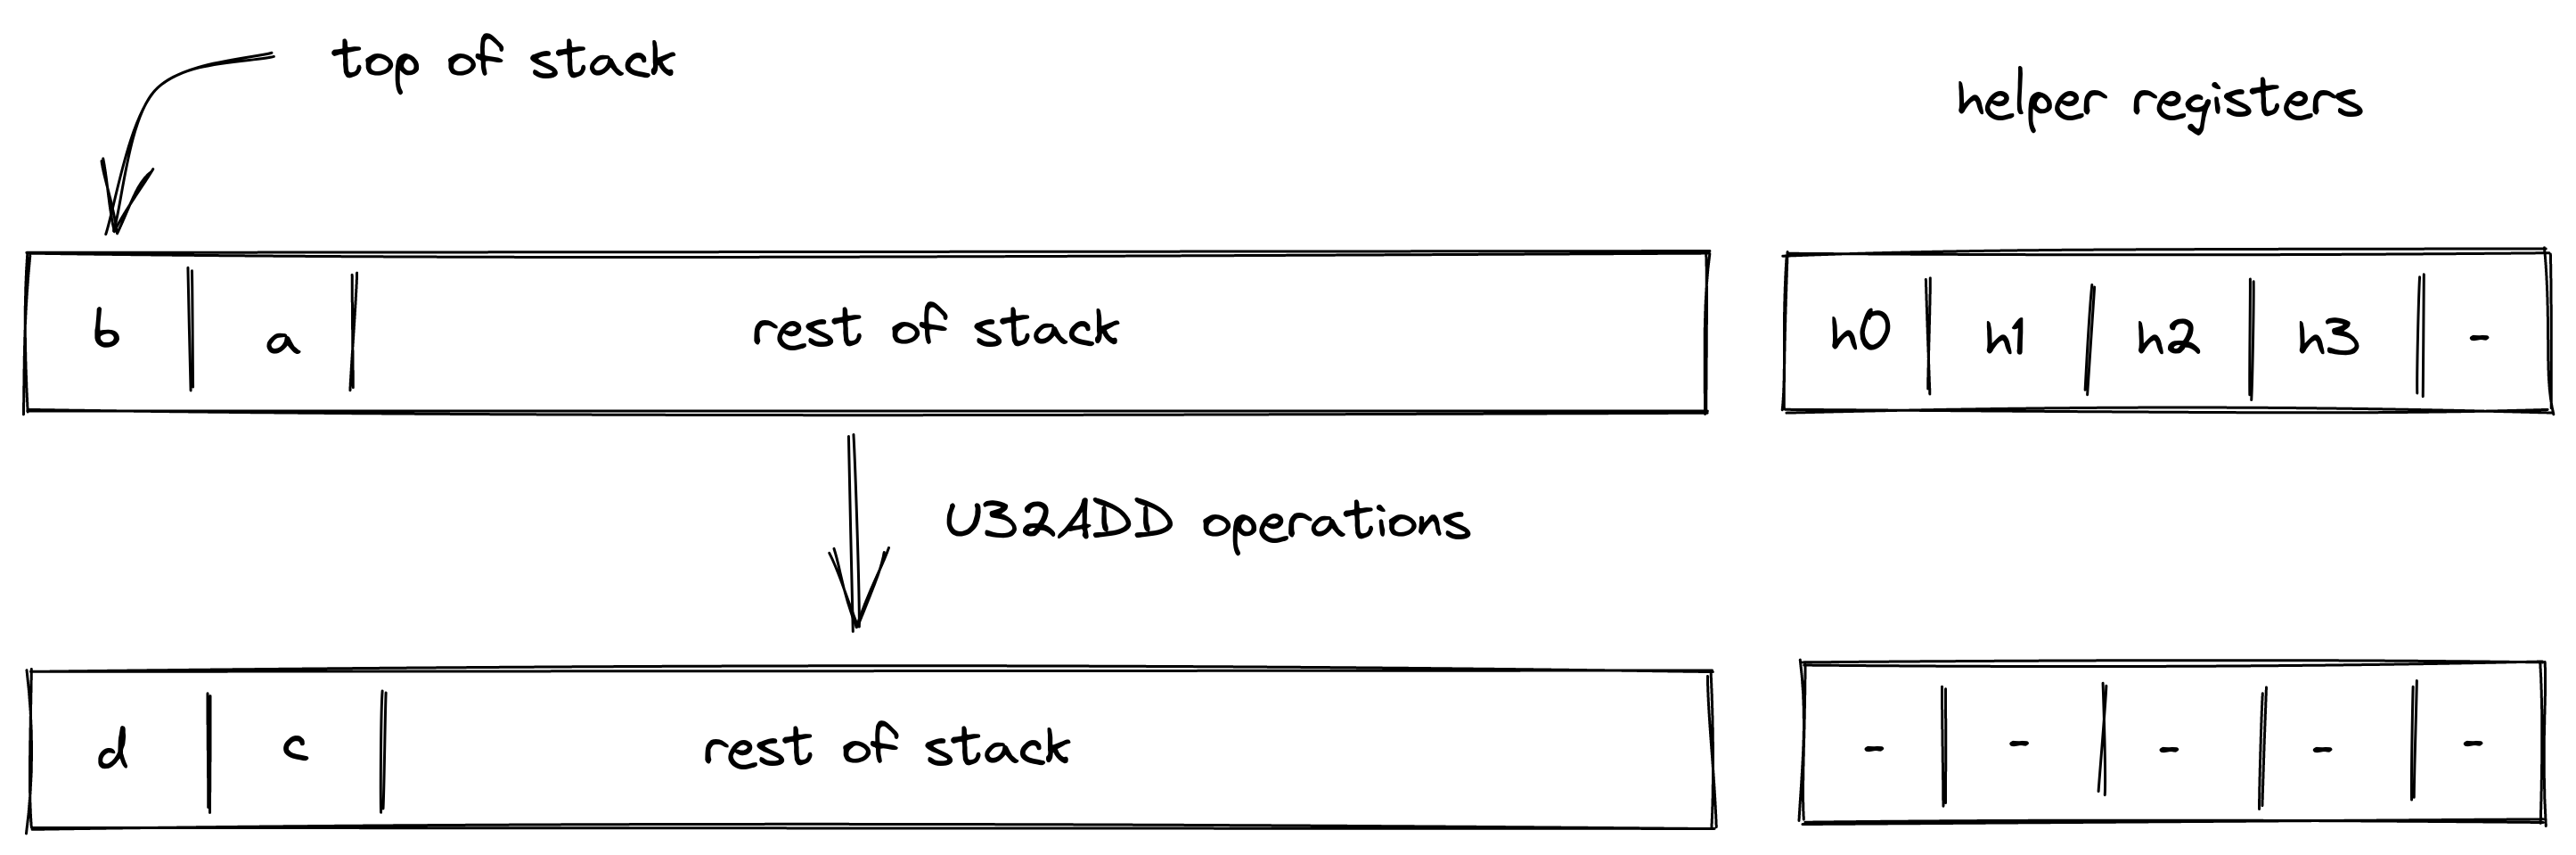 top of stack
helper registers
b a rest of stack
h0 h1 h2 h3 -
U32ADD operations
d c rest of stack
- - - - -